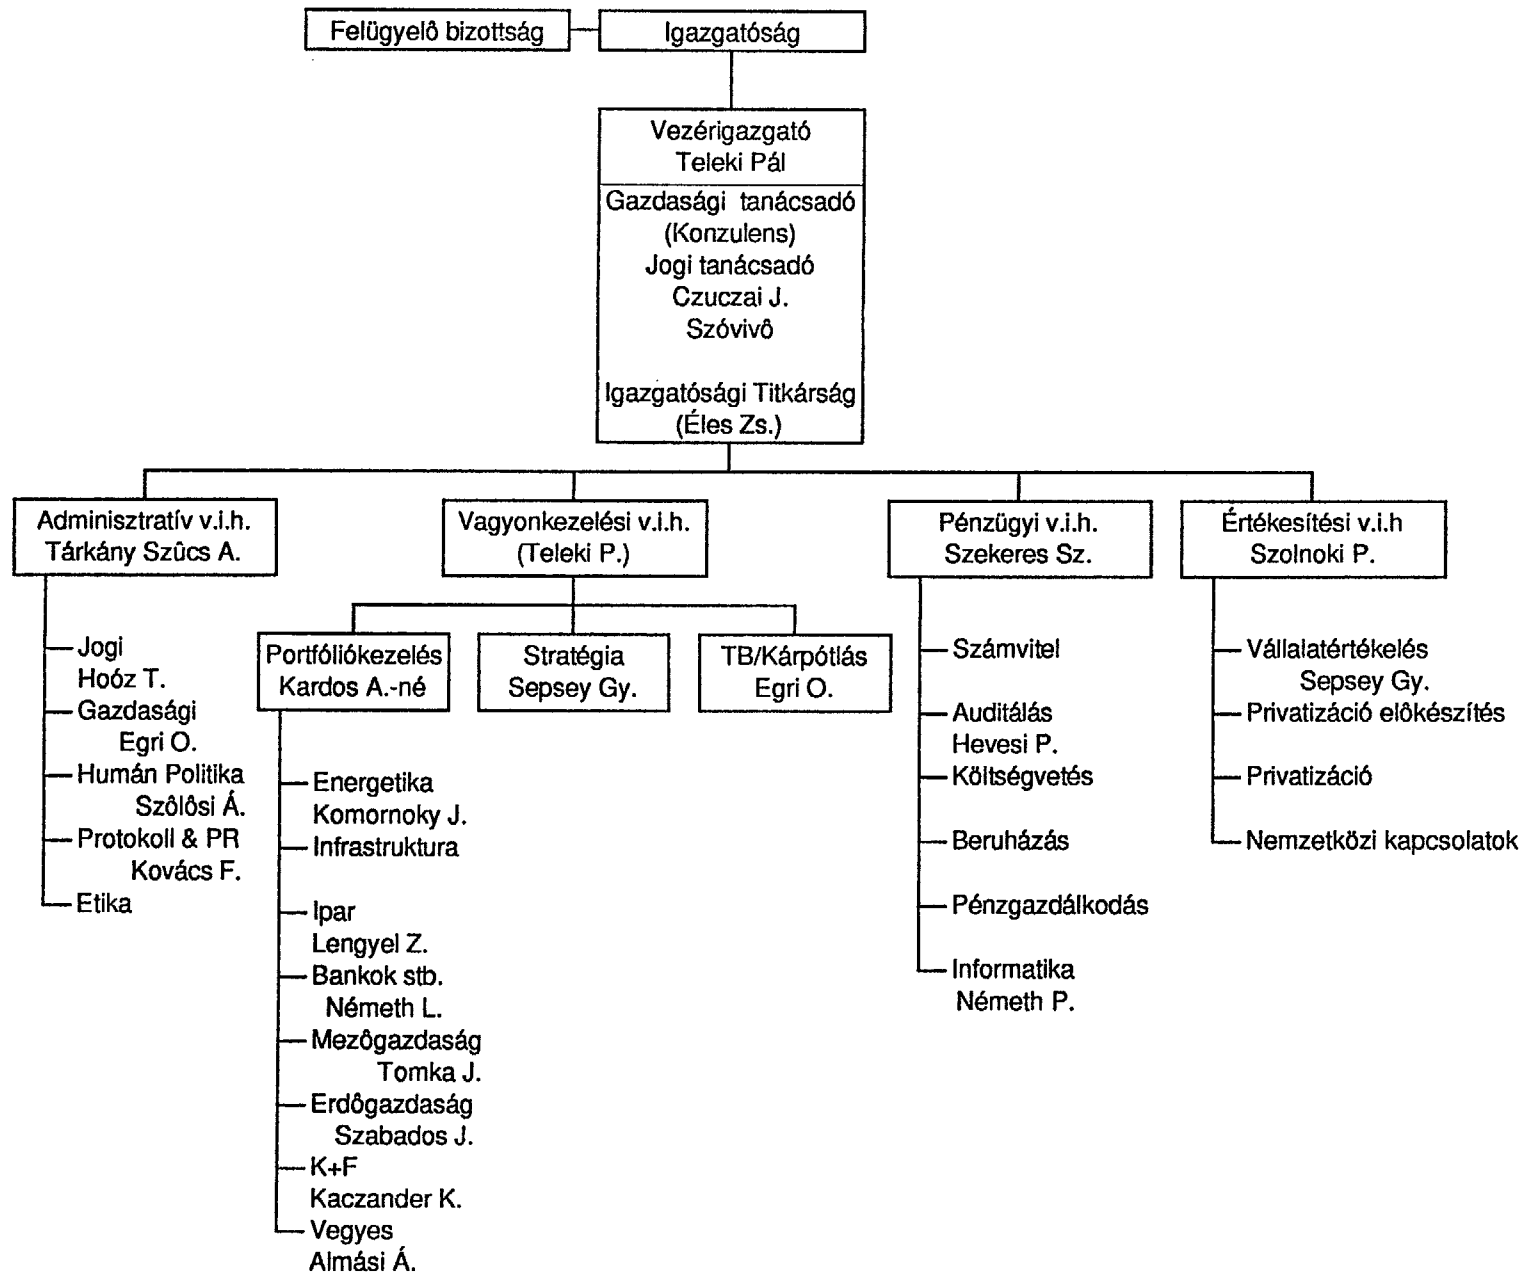 Felügyelô bizottság
Igazgatóság
Vezérigazgató
Teleki Pál
Gazdasági tanácsadó
(Konzulens)
Jogi tanácsadó
Czuczai J.
Szóvivô
Igazgatósági Titkárság
(Éles Zs.)
Adminisztratív v.i.h.
Tárkány Szûcs A.
Jogi
Hoóz T.
Gazdasági
Egri O.
Humán Politika
Szôlôsi Á.
Protokoll & PR
Kovács F.
Etika
Vagyonkezelési v.i.h.
(Teleki P.)
Portfóliókezelés
Kardos A.-né
Energetika
Komornoky J.
Infrastruktura
Ipar
Lengyel Z.
Bankok stb.
Németh L.
Mezôgazdaság
Tomka J.
Erdôgazdaság
Szabados J.
K+F
Kaczander K.
Vegyes
Almási Á.
Stratégia
Sepsey Gy.
TB/Kárpótlás
Egri O.
Pénzügyi v.i.h.
Szekeres Sz.
Számvitel
Auditálás
Hevesi P.
Költségvetés
Beruházás
Pénzgazdálkodás
Informatika
Németh P.
Értékesítési v.i.h
Szolnoki P.
Vállalatértékelés
Sepsey Gy.
Privatizáció elôkészítés
Privatizáció
Nemzetközi kapcsolatok